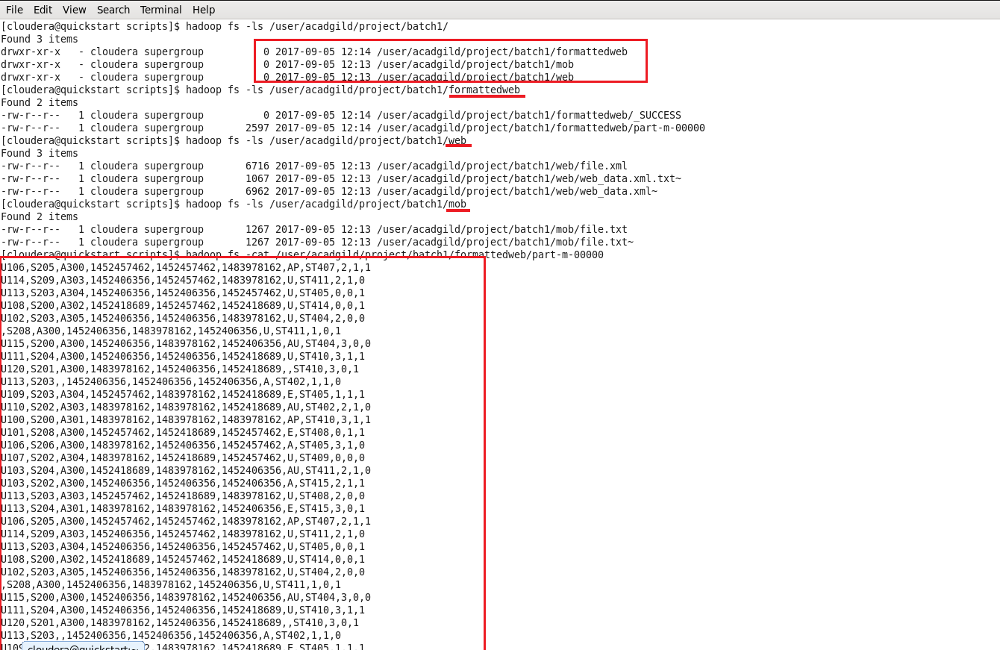 File Edit View Search Terminal Help
[cloudera@quickstart scripts]$ hadoop fs -ls /user/acadgild/project/batch1/
Found 3 items
drwxr-xr-x   - cloudera supergroup          0 2017-09-05 12:14 /user/acadgild/project/batch1/formattedweb
drwxr-xr-x   - cloudera supergroup          0 2017-09-05 12:13 /user/acadgild/project/batch1/mob
drwxr-xr-x   - cloudera supergroup          0 2017-09-05 12:13 /user/acadgild/project/batch1/web
[cloudera@quickstart scripts]$ hadoop fs -ls /user/acadgild/project/batch1/formattedweb
Found 2 items
-rw-r--r--   1 cloudera supergroup          0 2017-09-05 12:14 /user/acadgild/project/batch1/formattedweb/_SUCCESS
-rw-r--r--   1 cloudera supergroup       2597 2017-09-05 12:14 /user/acadgild/project/batch1/formattedweb/part-m-00000
[cloudera@quickstart scripts]$ hadoop fs -ls /user/acadgild/project/batch1/web
Found 3 items
-rw-r--r--   1 cloudera supergroup       6716 2017-09-05 12:13 /user/acadgild/project/batch1/web/file.xml
-rw-r--r--   1 cloudera supergroup       1067 2017-09-05 12:13 /user/acadgild/project/batch1/web/web_data.xml.txt~
-rw-r--r--   1 cloudera supergroup       6962 2017-09-05 12:13 /user/acadgild/project/batch1/web/web_data.xml~
[cloudera@quickstart scripts]$ hadoop fs -ls /user/acadgild/project/batch1/mob
Found 2 items
-rw-r--r--   1 cloudera supergroup       1267 2017-09-05 12:13 /user/acadgild/project/batch1/mob/file.txt
-rw-r--r--   1 cloudera supergroup       1267 2017-09-05 12:13 /user/acadgild/project/batch1/mob/file.txt~
[cloudera@quickstart scripts]$ hadoop fs -cat /user/acadgild/project/batch1/formattedweb/part-m-00000
U106,S205,A300,1452457462,1452457462,1483978162,AP,ST407,2,1,1
U114,S209,A303,1452406356,1452457462,1483978162,U,ST411,2,1,0
U113,S203,A304,1452406356,1452406356,1452457462,U,ST405,0,0,1
U108,S200,A302,1452418689,1452457462,1452418689,U,ST414,0,0,1
U102,S203,A305,1452406356,1452406356,1483978162,U,ST404,2,0,0
,S208,A300,1452406356,1483978162,1452406356,U,ST411,1,0,1
U115,S200,A300,1452406356,1483978162,1452406356,AU,ST404,3,0,0
U111,S204,A300,1452406356,1452406356,1452418689,U,ST410,3,1,1
U120,S201,A300,1483978162,1452406356,1452418689,,ST410,3,0,1
U113,S203,,1452406356,1452406356,1452406356,A,ST402,1,1,0
U109,S203,A304,1452457462,1483978162,1452418689,E,ST405,1,1,1
U110,S202,A303,1483978162,1483978162,1452418689,AU,ST402,2,1,0
U100,S200,A301,1483978162,1483978162,1483978162,AP,ST410,3,1,1
U101,S208,A300,1452457462,1452418689,1452457462,E,ST408,0,1,1
U106,S206,A300,1483978162,1452406356,1452457462,A,ST405,3,1,0
U107,S202,A304,1483978162,1452418689,1452457462,U,ST409,0,0,0
U103,S204,A300,1452418689,1483978162,1452406356,AU,ST411,2,1,0
U103,S202,A300,1452406356,1452406356,1452406356,A,ST415,2,1,1
U113,S203,A303,1452457462,1452418689,1483978162,U,ST408,2,0,0
U113,S204,A301,1483978162,1483978162,1452406356,E,ST415,3,0,1
U106,S205,A300,1452457462,1452457462,1483978162,AP,ST407,2,1,1
U114,S209,A303,1452406356,1452457462,1483978162,U,ST411,2,1,0
U113,S203,A304,1452406356,1452406356,1452457462,U,ST405,0,0,1
U108,S200,A302,1452418689,1452457462,1452418689,U,ST414,0,0,1
U102,S203,A305,1452406356,1452406356,1483978162,U,ST404,2,0,0
,S208,A300,1452406356,1483978162,1452406356,U,ST411,1,0,1
U115,S200,A300,1452406356,1483978162,1452406356,AU,ST404,3,0,0
U111,S204,A300,1452406356,1452406356,1452418689,U,ST410,3,1,1
U120,S201,A300,1483978162,1452406356,1452418689,,ST410,3,0,1
U113,S203,,1452406356,1452406356,1452406356,A,ST402,1,1,0
U109 cloudera@quickstart:~ 2,1483978162,1452418689,E,ST405,1,1,1